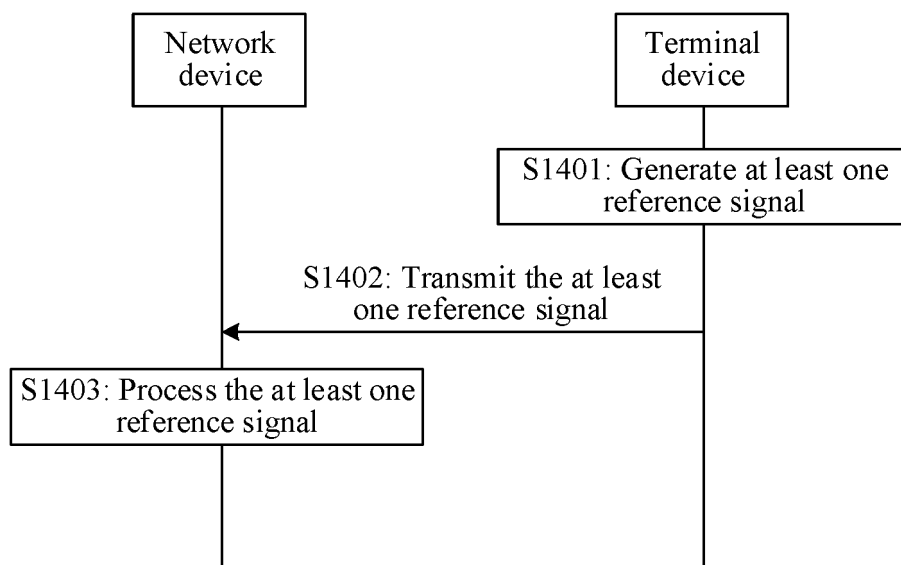 Network
device
Terminal
device
S1401: Generate at least one
reference signal
S1402: Transmit the at least
one reference signal
S1403: Process the at least one
reference signal